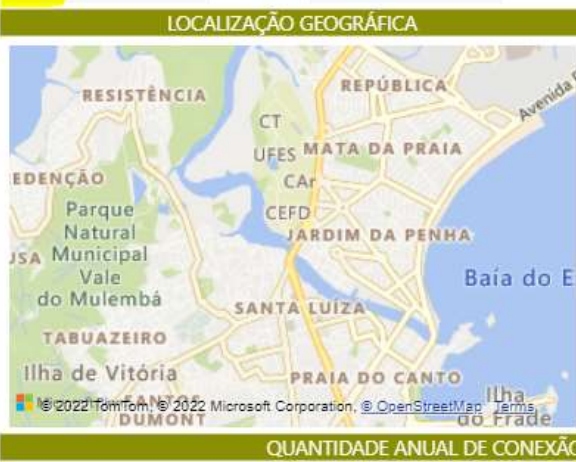 LOCALIZAÇÃO GEOGRÁFICA
RESISTÊNCIA
REPÚBLICA
Avenida
CT
UFES
MATA DA PRAIA
EDENÇÃO
CAr
Parque
Natural
Municipal
Vale
do Mulembá
CEFD
JARDIM DA PENHA
USA
Baía do E
SANTA LUÍZA
TABUAZEIRO
Ilha de Vitória
PRAIA DO CANTO
Ilha
do Frade
SANTOS
DUMONT
© 2022 TomTom, © 2022 Microsoft Corporation, © OpenStreetMap Terms
QUANTIDADE ANUAL DE CONEXÃO